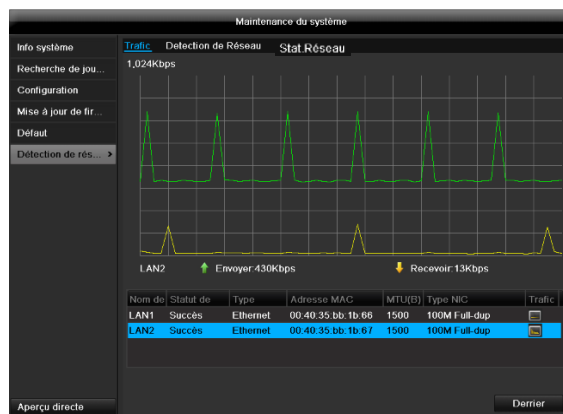 Maintenance du système
Info système
Recherche de jou...
Configuration
Mise à jour de fir...
Défaut
Détection de rés... >
Trafic Detection de Réseau Stat.Réseau
1,024Kbps
LAN2 Envoyer:430Kbps Recevoir:13Kbps
Nom de Statut de Type Adresse MAC MTU(B) Type NIC Trafic
LAN1 Succès Ethernet 00:40:35:bb:1b:66 1500 100M Full-dup
LAN2 Succès Ethernet 00:40:35:bb:1b:67 1500 100M Full-dup
Aperçu directe
Derrier